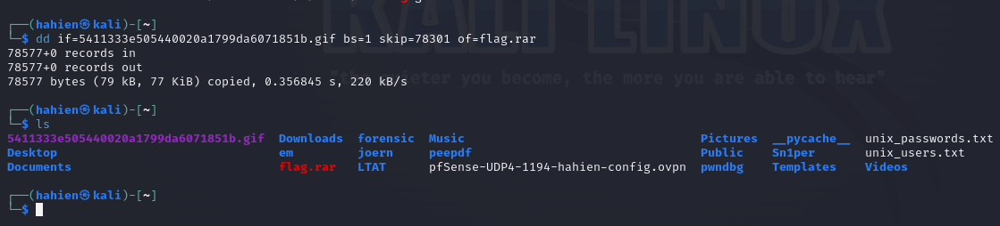 KALI LINUX
"the quieter you become, the more you are able to hear"
┌──(hahien㉿kali)-[~]
└─$ dd if=5411333e505440020a1799da6071851b.gif bs=1 skip=78301 of=flag.rar
78577+0 records in
78577+0 records out
78577 bytes (79 kB, 77 KiB) copied, 0.356845 s, 220 kB/s
┌──(hahien㉿kali)-[~]
└─$ ls
5411333e505440020a1799da6071851b.gif  Downloads  forensic  Music                                Pictures  __pycache__  unix_passwords.txt
Desktop                               em         joern     peepdf                               Public    Sn1per       unix_users.txt
Documents                             flag.rar   LTAT      pfSense-UDP4-1194-hahien-config.ovpn  pwndbg    Templates    Videos
┌──(hahien㉿kali)-[~]
└─$